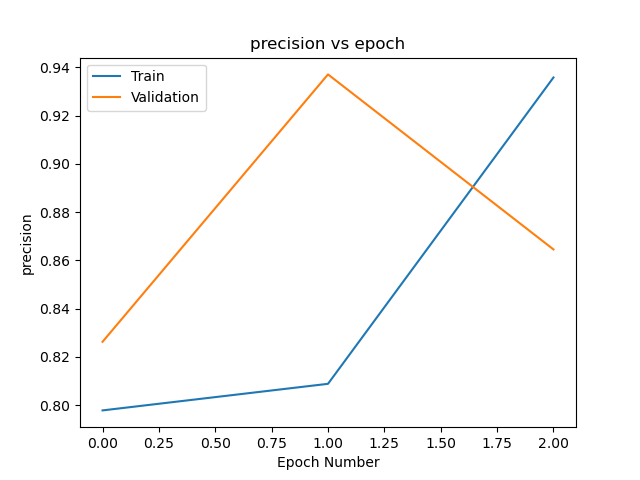 precision vs epoch
Train
Validation
0.94
0.92
0.90
0.88
0.86
0.84
0.82
0.80
precision
0.00 0.25 0.50 0.75 1.00 1.25 1.50 1.75 2.00
Epoch Number